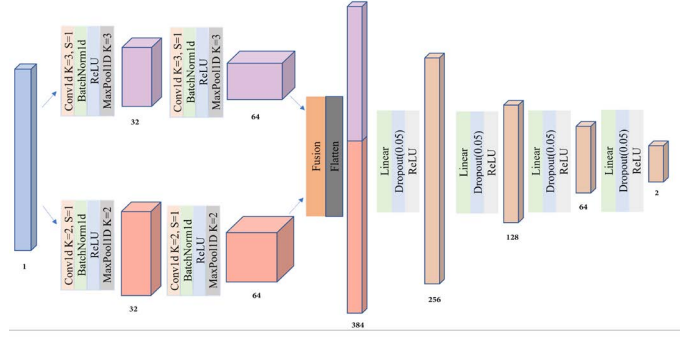 Conv1d K=3, S=1
BatchNorm1d
ReLU
MaxPool1D K=3
32
Conv1d K=3, S=1
BatchNorm1d
ReLU
MaxPool1D K=3
64
1
Conv1d K=2, S=1
BatchNorm1d
ReLU
MaxPool1D K=2
32
Conv1d K=2, S=1
BatchNorm1d
ReLU
MaxPool1D K=2
64
Fusion
Flatten
384
Linear
Dropout(0.05)
ReLU
256
Linear
Dropout(0.05)
ReLU
128
Linear
Dropout(0.05)
ReLU
64
Linear
Dropout(0.05)
ReLU
2